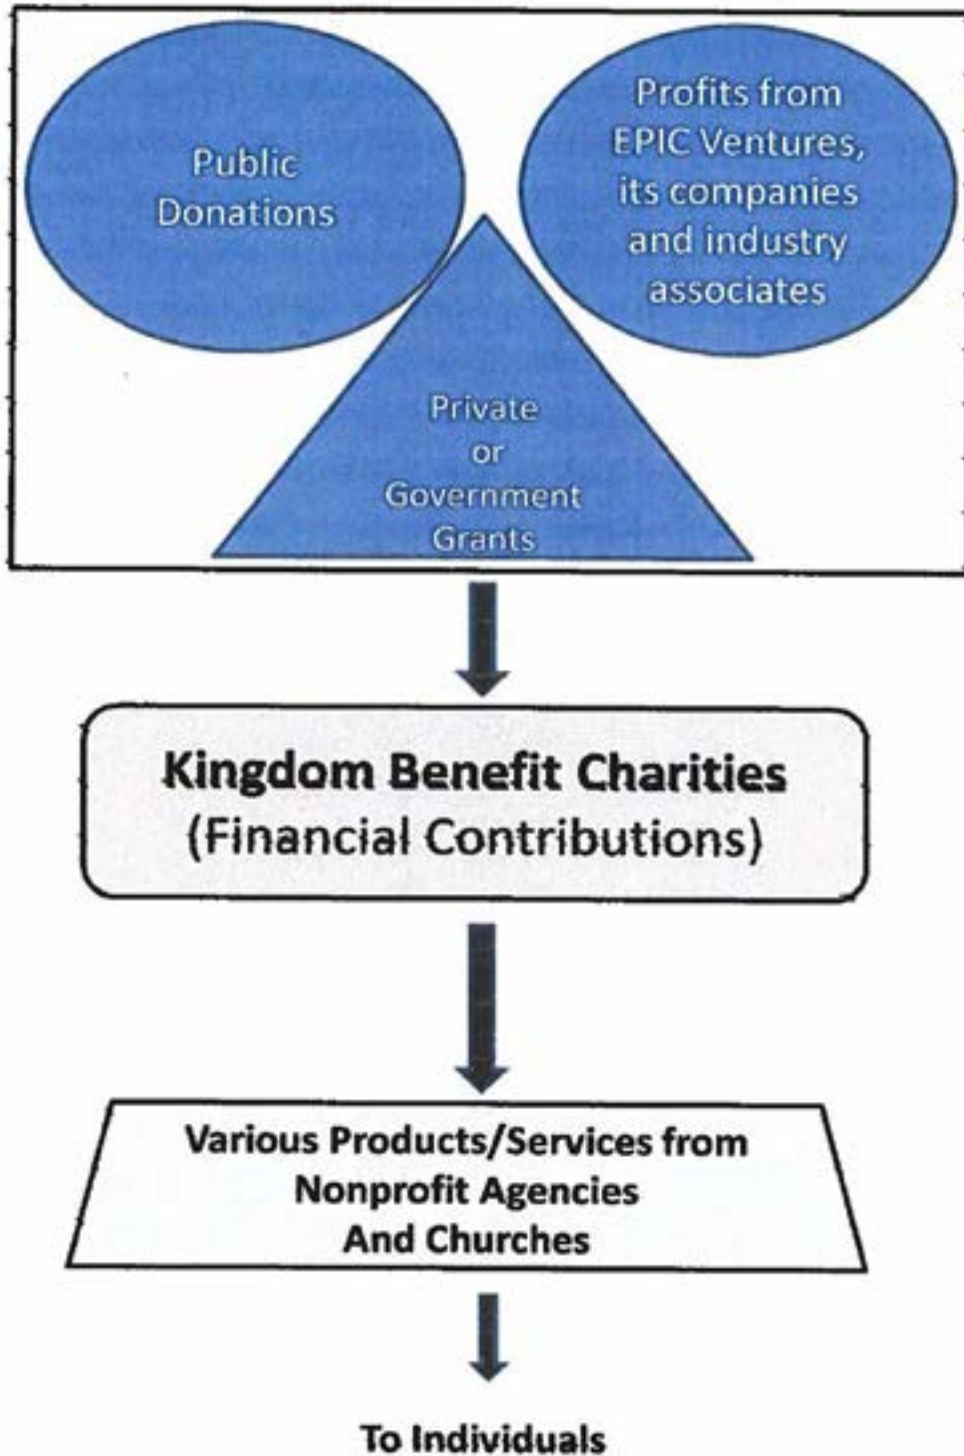 Public
Donations
Profits from
EPIC Ventures,
its companies
and industry
associates
Private
or
Government
Grants
Kingdom Benefit Charities
(Financial Contributions)
Various Products/Services from
Nonprofit Agencies
And Churches
To Individuals